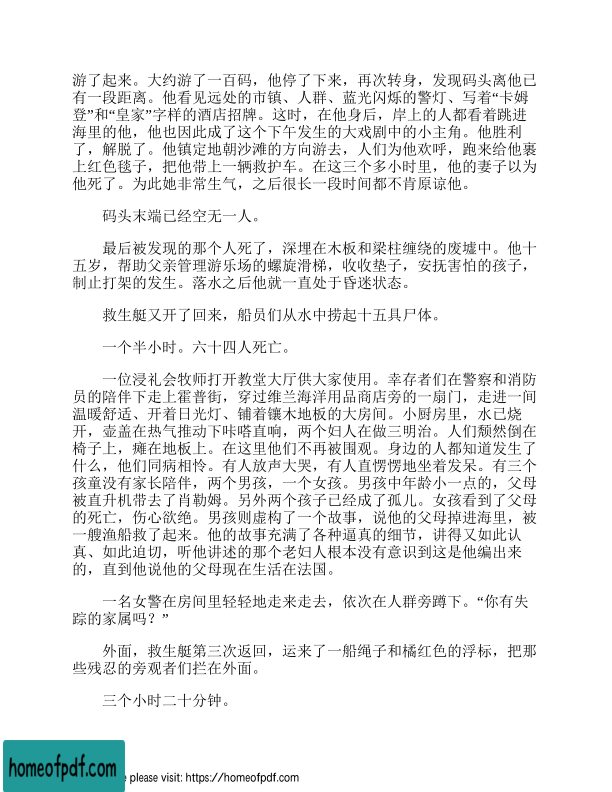 游了起来。大约游了一百码，他停了下来，再次转身，发现码头离他已
有一段距离。他看见远处的市镇、人群、蓝光闪烁的警灯、写着“卡姆
登”和“皇家”字样的酒店招牌。这时，在他身后，岸上的人都看着跳进
海里的他，他也因此成了这个下午发生的大戏剧中的小主角。他胜利
了，解脱了。他镇定地朝沙滩的方向游去，人们为他欢呼，跑来给他裹
上红色毯子，把他带上一辆救护车。在这三个多小时里，他的妻子以为
他死了。为此她非常生气，之后很长一段时间都不肯原谅他。
码头末端已经空无一人。
最后被发现的那个人死了，深埋在木板和梁柱缠绕的废墟中。他十
五岁，帮助父亲管理游乐场的螺旋滑梯，收收垫子，安抚害怕的孩子，
制止打架的发生。落水之后他就一直处于昏迷状态。
救生艇又开了回来，船员们从水中捞起十五具尸体。
一个半小时。六十四人死亡。
一位浸礼会牧师打开教堂大厅供大家使用。幸存者们在警察和消防
员的陪伴下走上霍普街，穿过维兰海洋用品商店旁的一扇门，走进一间
温暖舒适、开着日光灯、铺着镶木地板的大房间。小厨房里，水已烧
开，壶盖在热气推动下咔嗒直响，两个妇人在做三明治。人们颓然倒在
椅子上，瘫在地板上。在这里他们不再被围观。身边的人都知道发生了
什么，他们同病相怜。有人放声大哭，有人直愣愣地坐着发呆。有三个
孩童没有家长陪伴，两个男孩，一个女孩。男孩中年龄小一点的，父母
被直升机带去了肖勒姆。另外两个孩子已经成了孤儿。女孩看到了父母
的死亡，伤心欲绝。男孩则虚构了一个故事，说他的父母掉进海里，被
一艘渔船救了起来。他的故事充满了各种逼真的细节，讲得又如此认
真、如此迫切，听他讲述的那个老妇人根本没有意识到这是他编出来
的，直到他说他的父母现在生活在法国。
一名女警在房间里轻轻地走来走去，依次在人群旁蹲下。“你有失
踪的家属吗？”
外面，救生艇第三次返回，运来了一船绳子和橘红色的浮标，把那
些残忍的旁观者们拦在外面。
三个小时二十分钟。
homeofpdf.com
e please visit: https://homeofpdf.com